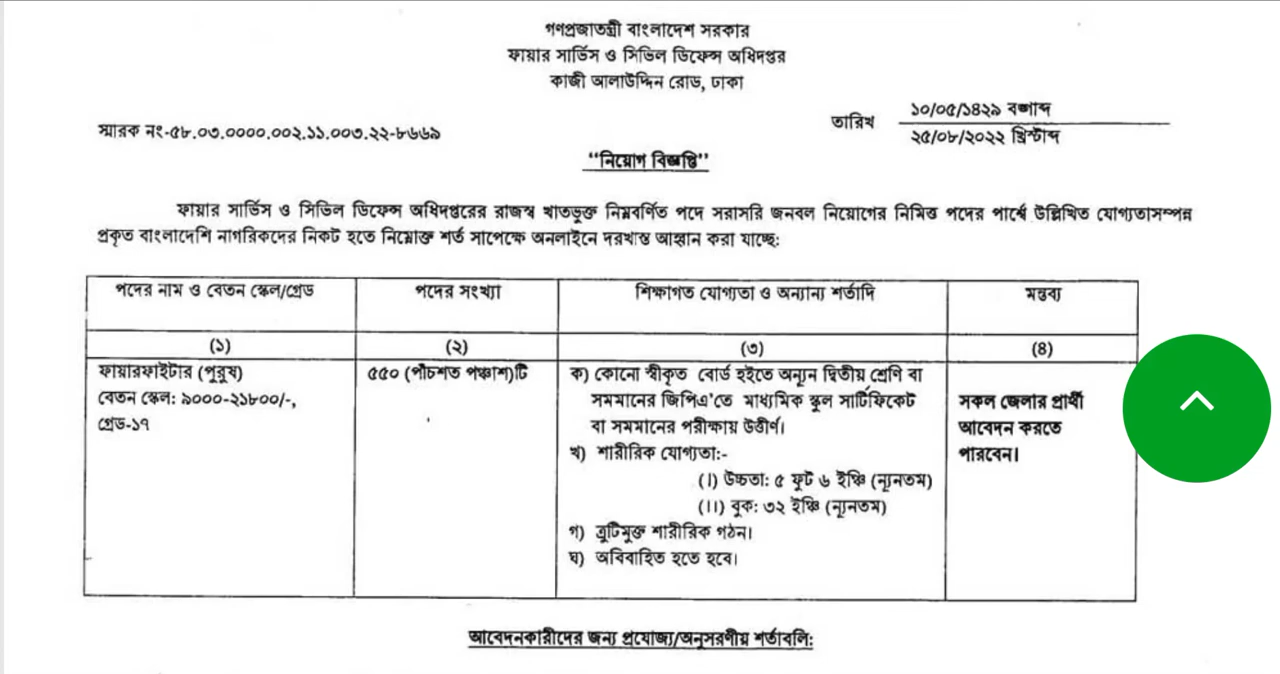 গণপ্রজাতন্ত্রী বাংলাদেশ সরকার
ফায়ার সার্ভিস ও সিভিল ডিফেন্স অধিদপ্তর
কাজী আলাউদ্দিন রোড, ঢাকা
স্মারক নং-৫৮.০৩.০০০০.০০২.১১.০০৩.২২-৮৬৬৯
তারিখ
১০/০৫/১৪২৯ বঙ্গাব্দ
২৫/০৮/২০২২ খ্রিস্টাব্দ
"নিয়োগ বিজ্ঞপ্তি"
ফায়ার সার্ভিস ও সিভিল ডিফেন্স অধিদপ্তরের রাজস্ব খাতভুক্ত নিম্নবর্ণিত পদে সরাসরি জনবল নিয়োগের নিমিত্ত পদের পার্শ্বে উল্লিখিত যোগ্যতাসম্পন্ন
প্রকৃত বাংলাদেশি নাগরিকদের নিকট হতে নিম্নোক্ত শর্ত সাপেক্ষে অনলাইনে দরখাস্ত আহ্বান করা যাচ্ছে:
পদের নাম ও বেতন স্কেল/গ্রেড
পদের সংখ্যা
শিক্ষাগত যোগ্যতা ও অন্যান্য শর্তাদি
মন্তব্য
(১)
(২)
(৩)
(৪)
ফায়ারফাইটার (পুরুষ)
বেতন স্কেল: ৯০০০-২১৮০০/-,
গ্রেড-১৭
৫৫০ (পাঁচশত পঞ্চাশ)টি
ক) কোনো স্বীকৃত বোর্ড হইতে অন্যূন দ্বিতীয় শ্রেণি বা
সমমানের জিপিএ'তে মাধ্যমিক স্কুল সার্টিফিকেট
বা সমমানের পরীক্ষায় উত্তীর্ণ।
খ) শারীরিক যোগ্যতা:-
(I) উচ্চতা: ৫ ফুট ৬ ইঞ্চি (ন্যূনতম)
(II) বুক: ৩২ ইঞ্চি (ন্যূনতম)
গ) ত্রুটিমুক্ত শারীরিক গঠন।
ঘ) অবিবাহিত হতে হবে।
সকল জেলার প্রার্থী
আবেদন করতে
পারবেন।
আবেদনকারীদের জন্য প্রযোজ্য/অনুসরণীয় শর্তাবলি: